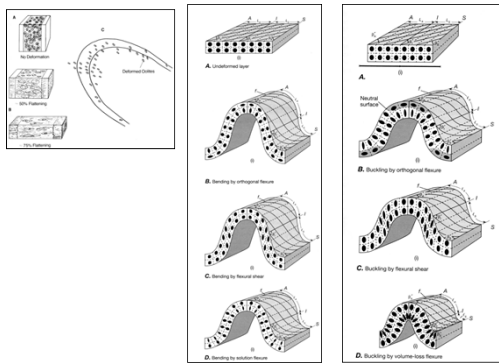 A
No Deformation
~ 50% Flattening
B
~ 75% Flattening
C
Deformed Oolites
A
S
(i)
A. Undeformed layer
A
S
(i)
B. Bending by orthogonal flexure
A
S
(i)
C. Bending by flexural shear
A
S
(i)
D. Bending by solution flexure
A
I
S
(i)
A.
Neutral
surface
A
S
(i)
B. Buckling by orthogonal flexure
A
S
(i)
C. Buckling by flexural shear
A
S
(i)
D. Buckling by volume-loss flexure